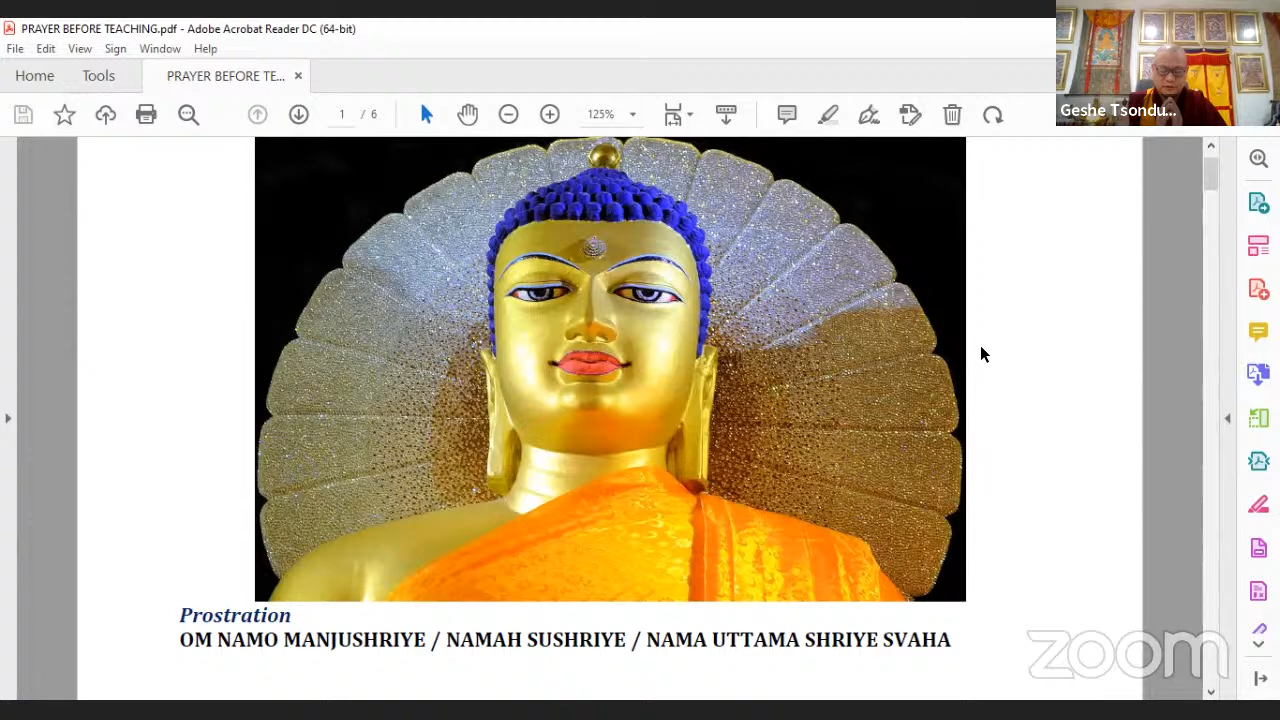 PRAYER BEFORE TEACHING.pdf - Adobe Acrobat Reader DC (64-bit)
File Edit View Sign Window Help
Home Tools PRAYER BEFORE TE... ×
1 / 6 125%
Geshe Tsondu...
Prostration
OM NAMO MANJUSHRIYE / NAMAH SUSHRIYE / NAMA UTTAMA SHRIYE SVAHA
zoom